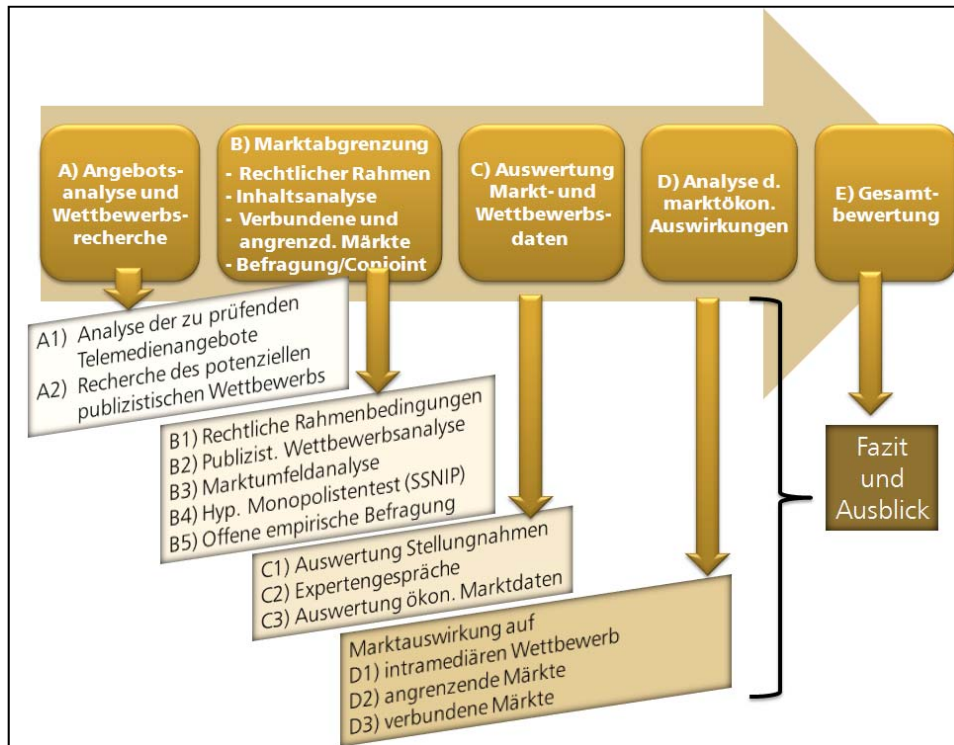 A) Angebots-
analyse und
Wettbewerbs-
recherche
B) Marktabgrenzung
- Rechtlicher Rahmen
- Inhaltsanalyse
- Verbundene und
angrenzd. Märkte
- Befragung/Conjoint
C) Auswertung
Markt- und
Wettbewerbs-
daten
D) Analyse d.
marktökon.
Auswirkungen
E) Gesamt-
bewertung
A1) Analyse der zu prüfenden
Telemedienangebote
A2) Recherche des potenziellen
publizistischen Wettbewerbs
B1) Rechtliche Rahmenbedingungen
B2) Publizist. Wettbewerbsanalyse
B3) Marktumfeldanalyse
B4) Hyp. Monopolistentest (SSNIP)
B5) Offene empirische Befragung
C1) Auswertung Stellungnahmen
C2) Expertengespräche
C3) Auswertung ökon. Marktdaten
Marktauswirkung auf
D1) intramediären Wettbewerb
D2) angrenzende Märkte
D3) verbundene Märkte
Fazit
und
Ausblick